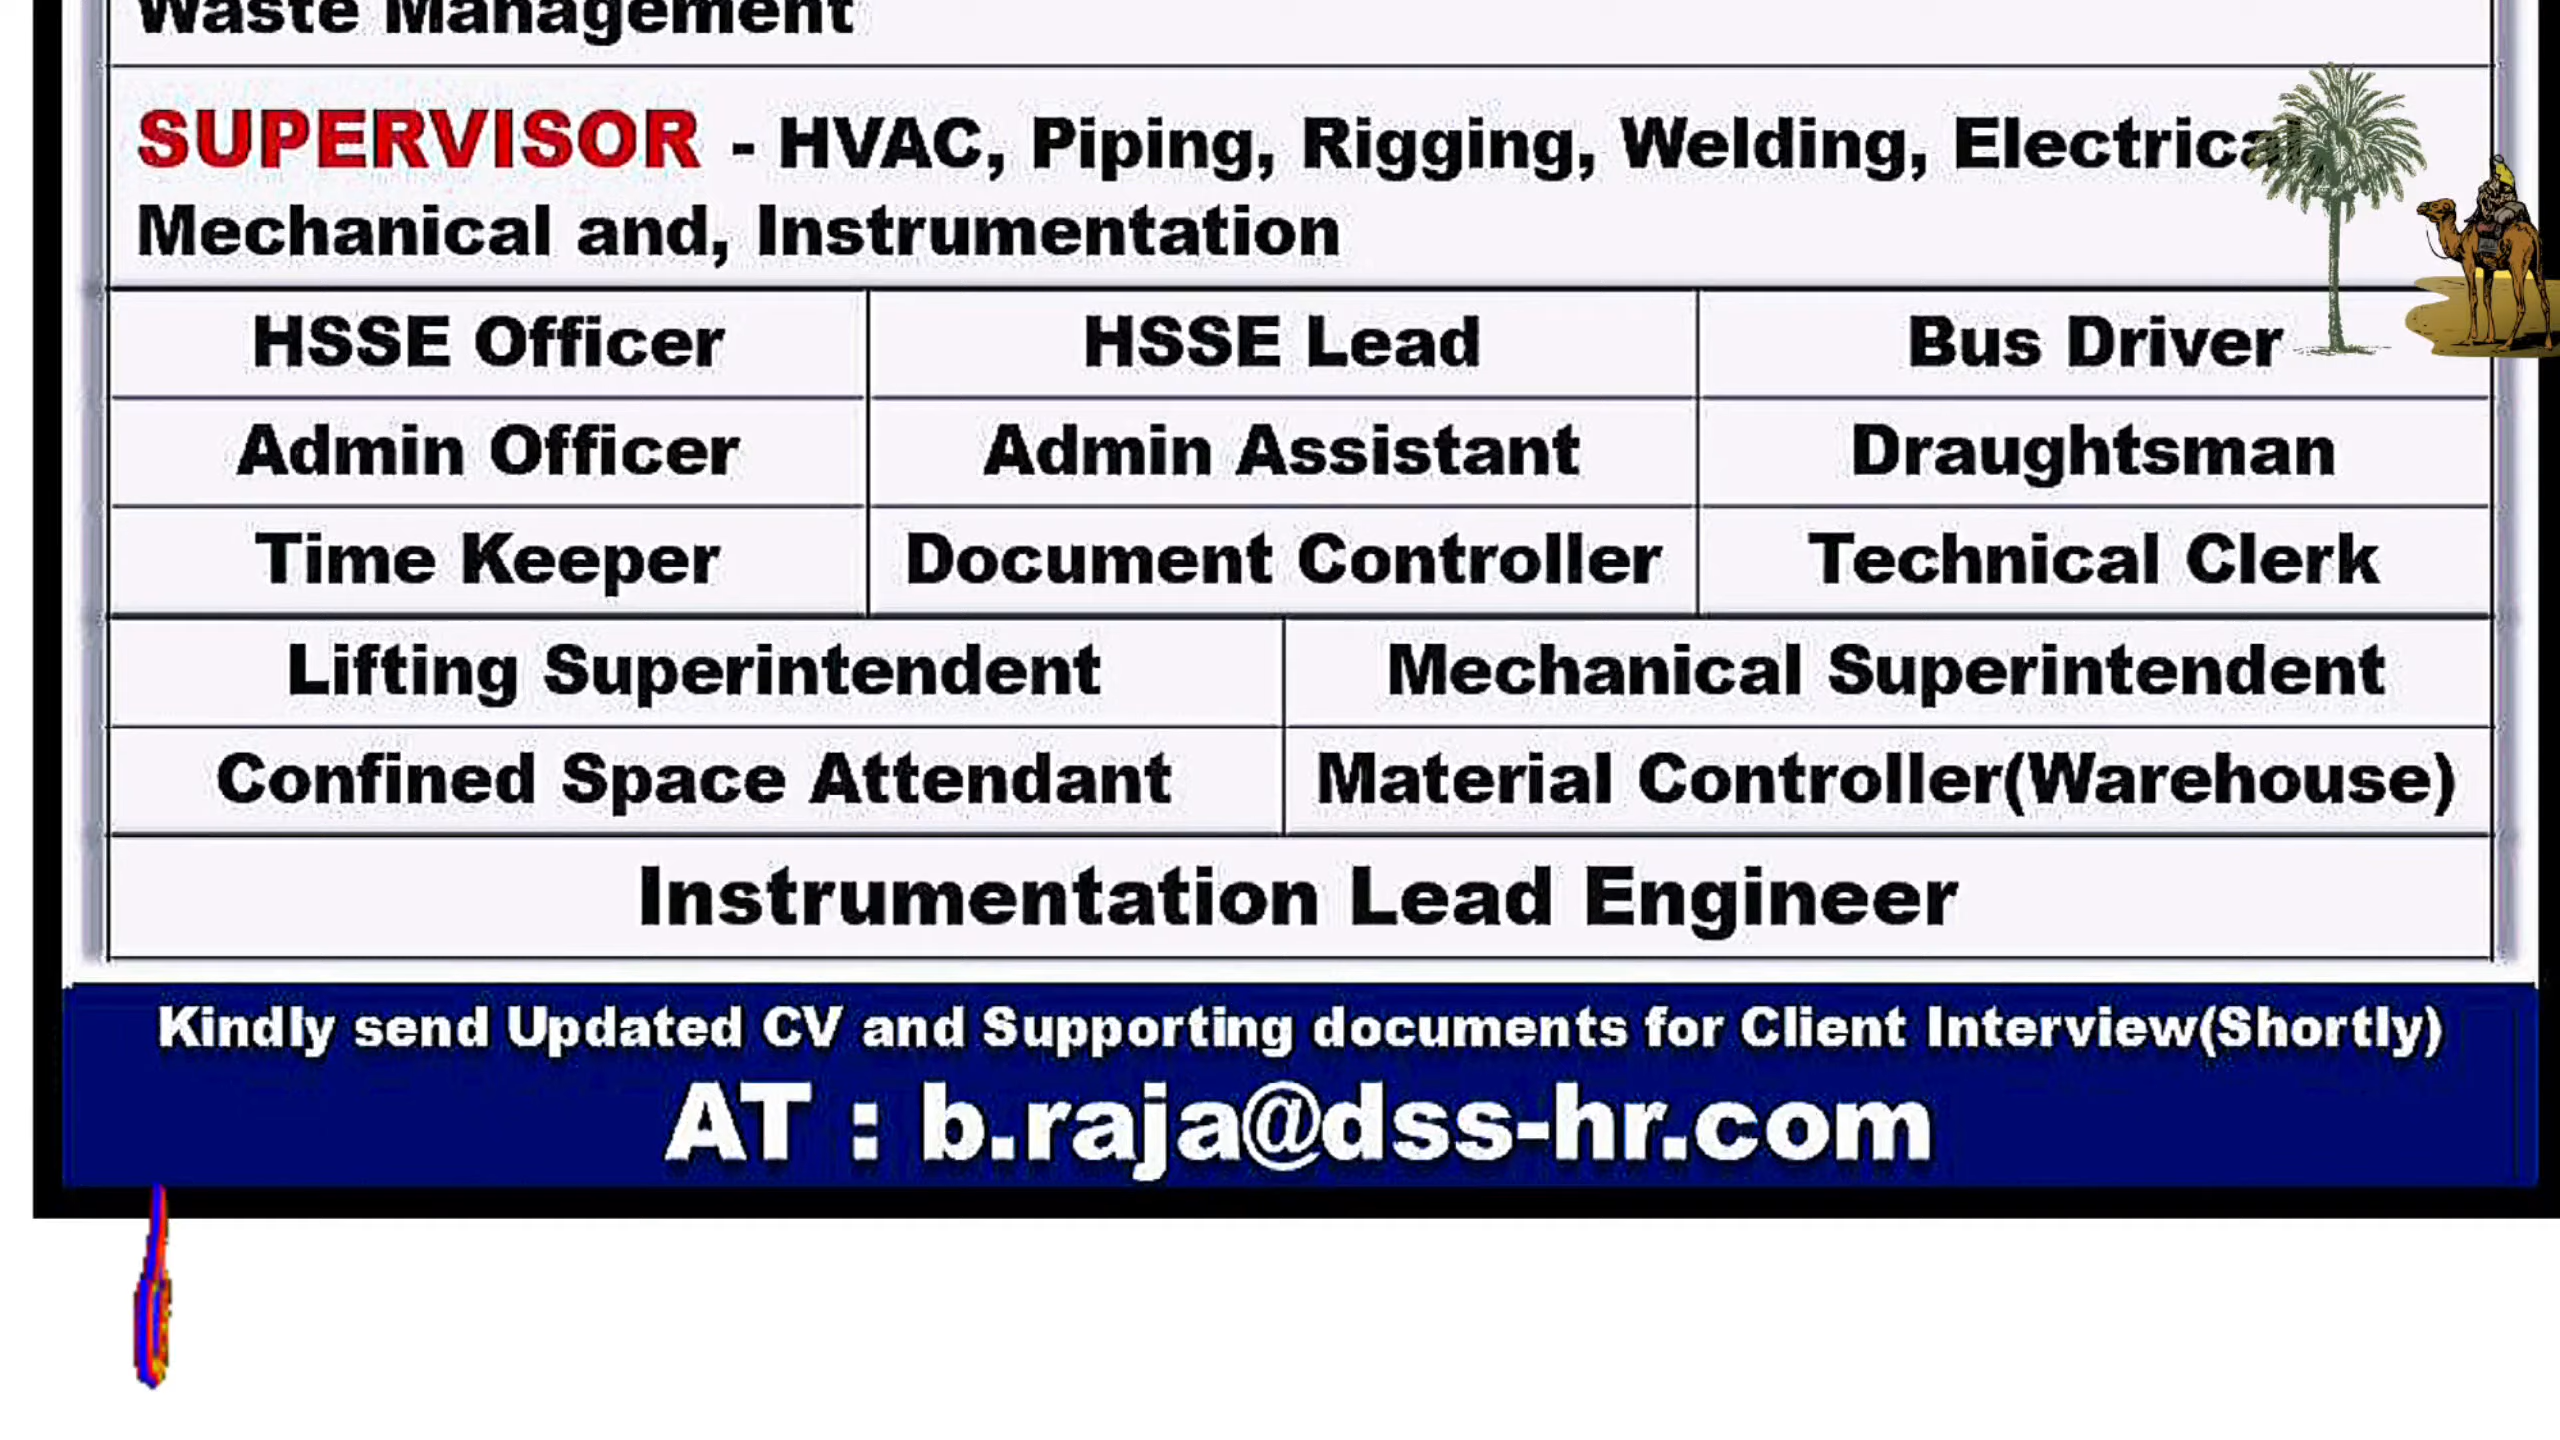 Waste Management
SUPERVISOR - HVAC, Piping, Rigging, Welding, Electrical,
Mechanical and, Instrumentation
HSSE Officer
HSSE Lead
Bus Driver
Admin Officer
Admin Assistant
Draughtsman
Time Keeper
Document Controller
Technical Clerk
Lifting Superintendent
Mechanical Superintendent
Confined Space Attendant
Material Controller(Warehouse)
Instrumentation Lead Engineer
Kindly send Updated CV and Supporting documents for Client Interview(Shortly)
AT : b.raja@dss-hr.com